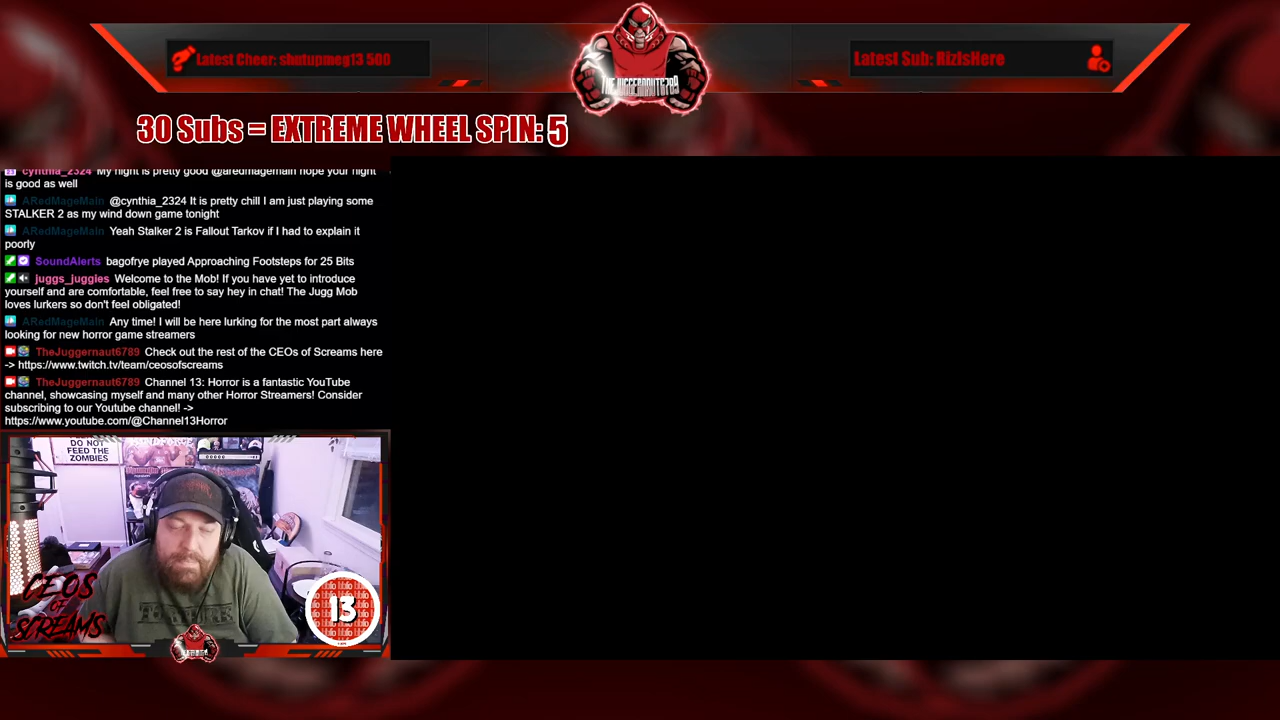 Latest Cheer: shutupmeg13 500
THEJUGGERNAUT6789
Latest Sub: RizIsHere
30 Subs = EXTREME WHEEL SPIN: 5
cynthia_2324 My night is pretty good @aredmagemain hope your night
is good as well
ARedMageMain @cynthia_2324 It is pretty chill I am just playing some
STALKER 2 as my wind down game tonight
ARedMageMain Yeah Stalker 2 is Fallout Tarkov if I had to explain it
poorly
SoundAlerts bagofrye played Approaching Footsteps for 25 Bits
juggs_juggies Welcome to the Mob! If you have yet to introduce
yourself and are comfortable, feel free to say hey in chat! The Jugg Mob
loves lurkers so don't feel obligated!
ARedMageMain Any time! I will be here lurking for the most part always
looking for new horror game streamers
TheJuggernaut6789 Check out the rest of the CEOs of Screams here
-> https://www.twitch.tv/team/ceosofscreams
TheJuggernaut6789 Channel 13: Horror is a fantastic YouTube
channel, showcasing myself and many other Horror Streamers! Consider
subscribing to our Youtube channel! ->
https://www.youtube.com/@Channel13Horror
DO NOT
FEED THE
ZOMBIES
CEOS
OF
SCREAMS
13